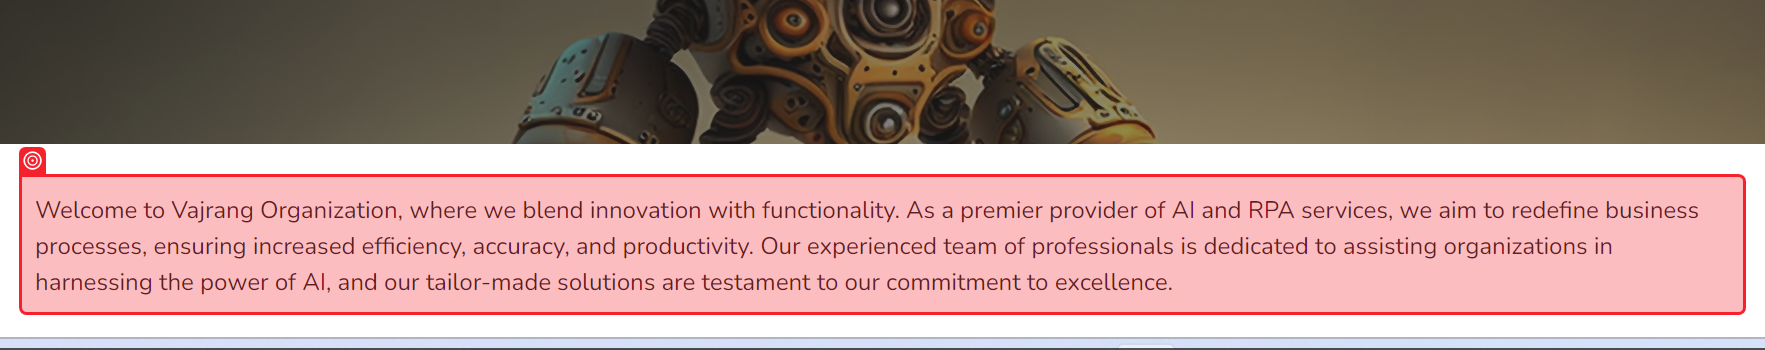 Welcome to Vajrang Organization, where we blend innovation with functionality. As a premier provider of AI and RPA services, we aim to redefine business
processes, ensuring increased efficiency, accuracy, and productivity. Our experienced team of professionals is dedicated to assisting organizations in
harnessing the power of AI, and our tailor-made solutions are testament to our commitment to excellence.